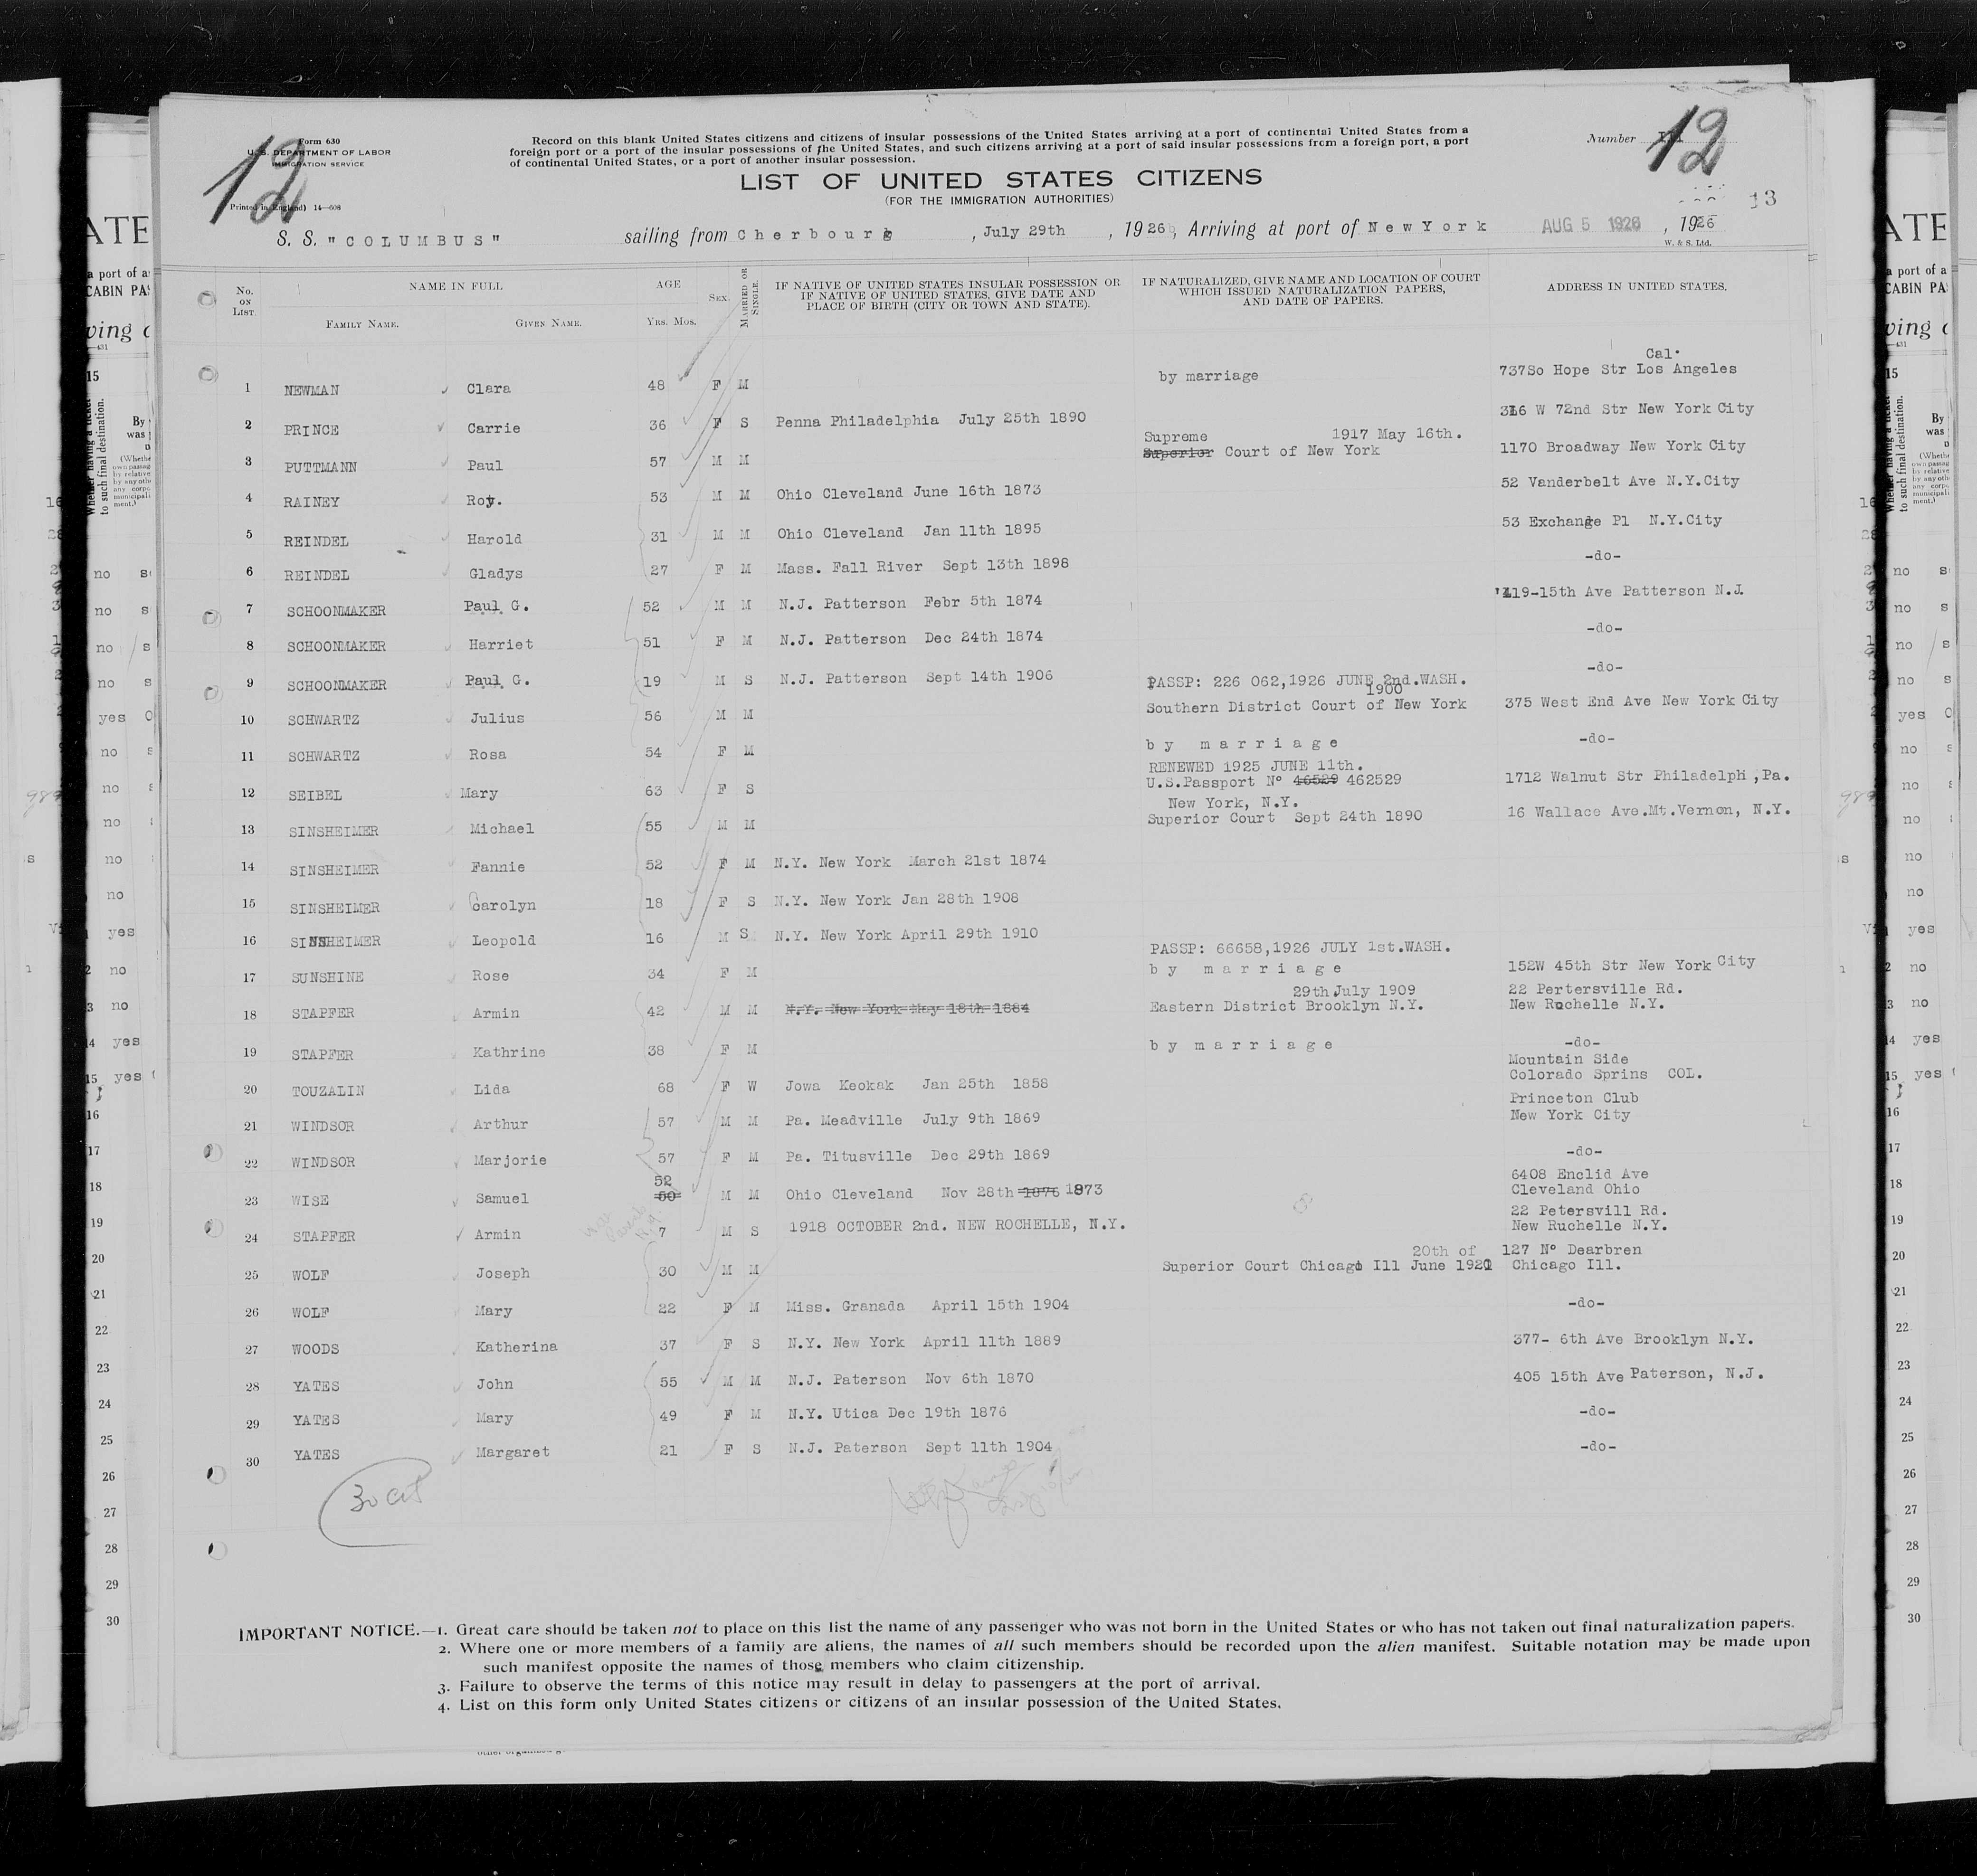 12
Form 630
U. S. DEPARTMENT OF LABOR
IMMIGRATION SERVICE
Printed in England) 14—608
Record on this blank United States citizens and citizens of insular possessions of the United States arriving at a port of continental United States from a
foreign port or a port of the insular possessions of the United States, and such citizens arriving at a port of said insular possessions from a foreign port, a port
of continental United States, or a port of another insular possession.
Number 12
LIST OF UNITED STATES CITIZENS
(FOR THE IMMIGRATION AUTHORITIES)
13
S. S. "COLUMBUS" sailing from Cherbourg, July 29th, 1926, Arriving at port of New York AUG 5 1926, 1926
W. & S. Ltd.
No. ON LIST. NAME IN FULL FAMILY NAME. GIVEN NAME. AGE YRS. MOS. SEX. MARRIED OR SINGLE. IF NATIVE OF UNITED STATES INSULAR POSSESSION OR IF NATIVE OF UNITED STATES, GIVE DATE AND PLACE OF BIRTH (CITY OR TOWN AND STATE). IF NATURALIZED, GIVE NAME AND LOCATION OF COURT WHICH ISSUED NATURALIZATION PAPERS, AND DATE OF PAPERS. ADDRESS IN UNITED STATES.
Cal.
1 NEWMAN Clara 48 F M by marriage 737So Hope Str Los Angeles
2 PRINCE Carrie 36 F S Penna Philadelphia July 25th 1890 316 W 72nd Str New York City
Supreme 1917 May 16th.
3 PUTTMANN Paul 57 M M Superior Court of New York 1170 Broadway New York City
4 RAINEY Roy. 53 M M Ohio Cleveland June 16th 1873 52 Vanderbelt Ave N.Y.City
5 REINDEL Harold 31 M M Ohio Cleveland Jan 11th 1895 53 Exchange Pl N.Y.City
6 REINDEL Gladys 27 F M Mass. Fall River Sept 13th 1898 -do-
7 SCHOONMAKER Paul G. 52 M M N.J. Patterson Febr 5th 1874 419-15th Ave Patterson N.J.
8 SCHOONMAKER Harriet 51 F M N.J. Patterson Dec 24th 1874 -do-
9 SCHOONMAKER Paul G. 19 M S N.J. Patterson Sept 14th 1906 PASSP: 226 062,1926 JUNE 2nd.WASH. -do-
1900
10 SCHWARTZ Julius 56 M M Southern District Court of New York 375 West End Ave New York City
11 SCHWARTZ Rosa 54 F M by marriage -do-
RENEWED 1925 JUNE 11th.
12 SEIBEL Mary 63 F S U.S.Passport Nº 46529 462529 1712 Walnut Str Philadelph ,Pa.
New York, N.Y.
13 SINSHEIMER Michael 55 M M Superior Court Sept 24th 1890 16 Wallace Ave.Mt.Vernon, N.Y.
14 SINSHEIMER Fannie 52 F M N.Y. New York March 21st 1874
15 SINSHEIMER Carolyn 18 F S N.Y. New York Jan 28th 1908
16 SINSHEIMER Leopold 16 M S N.Y. New York April 29th 1910
PASSP: 66658,1926 JULY 1st.WASH.
17 SUNSHINE Rose 34 F M by marriage 152W 45th Str New York City
29th July 1909 22 Pertersville Rd.
18 STAPFER Armin 42 M M N.Y. New York May 18th 1884 Eastern District Brooklyn N.Y. New Rochelle N.Y.
19 STAPFER Kathrine 38 F M by marriage -do-
Mountain Side
20 TOUZALIN Lida 68 F W Jowa Keokak Jan 25th 1858 Colorado Sprins COL.
Princeton Club
21 WINDSOR Arthur 57 M M Pa. Meadville July 9th 1869 New York City
22 WINDSOR Marjorie 57 F M Pa. Titusville Dec 29th 1869 -do-
52 6408 Enclid Ave
23 WISE Samuel 50 M M Ohio Cleveland Nov 28th 1876 1873 Cleveland Ohio
22 Petersvill Rd.
24 STAPFER Armin 7 M S 1918 OCTOBER 2nd. NEW ROCHELLE, N.Y. New Ruchelle N.Y.
20th of 127 Nº Dearbren
25 WOLF Joseph 30 M M Superior Court Chicago Ill June 1921 Chicago Ill.
26 WOLF Mary 22 F M Miss. Granada April 15th 1904 -do-
27 WOODS Katherina 37 F S N.Y. New York April 11th 1889 377- 6th Ave Brooklyn N.Y.
28 YATES John 55 M M N.J. Paterson Nov 6th 1870 405 15th Ave Paterson, N.J.
29 YATES Mary 49 F M N.Y. Utica Dec 19th 1876 -do-
30 YATES Margaret 21 F S N.J. Paterson Sept 11th 1904 -do-
30 cit
IMPORTANT NOTICE.—1. Great care should be taken not to place on this list the name of any passenger who was not born in the United States or who has not taken out final naturalization papers.
2. Where one or more members of a family are aliens, the names of all such members should be recorded upon the alien manifest. Suitable notation may be made upon
such manifest opposite the names of those members who claim citizenship.
3. Failure to observe the terms of this notice may result in delay to passengers at the port of arrival.
4. List on this form only United States citizens or citizens of an insular possession of the United States.